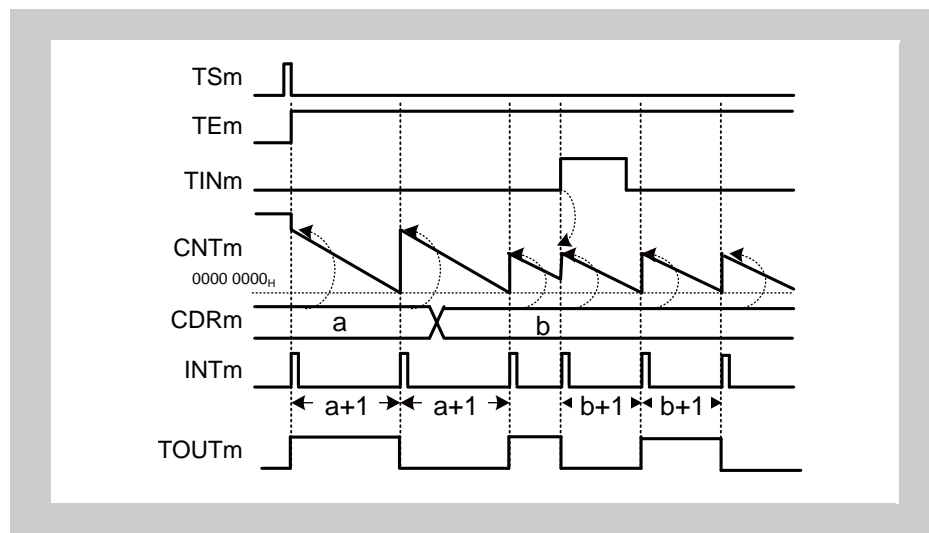 TSm
TEm
TINm
CNTm
0000 0000H
CDRm
a
b
INTm
a+1
a+1
b+1
b+1
TOUTm